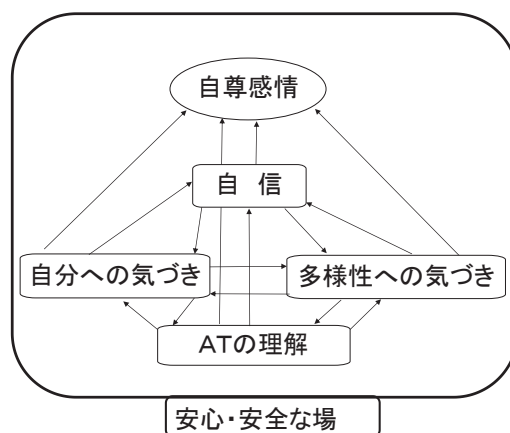 自尊感情
自　信
自分への気づき
多様性への気づき
ATの理解
安心・安全な場